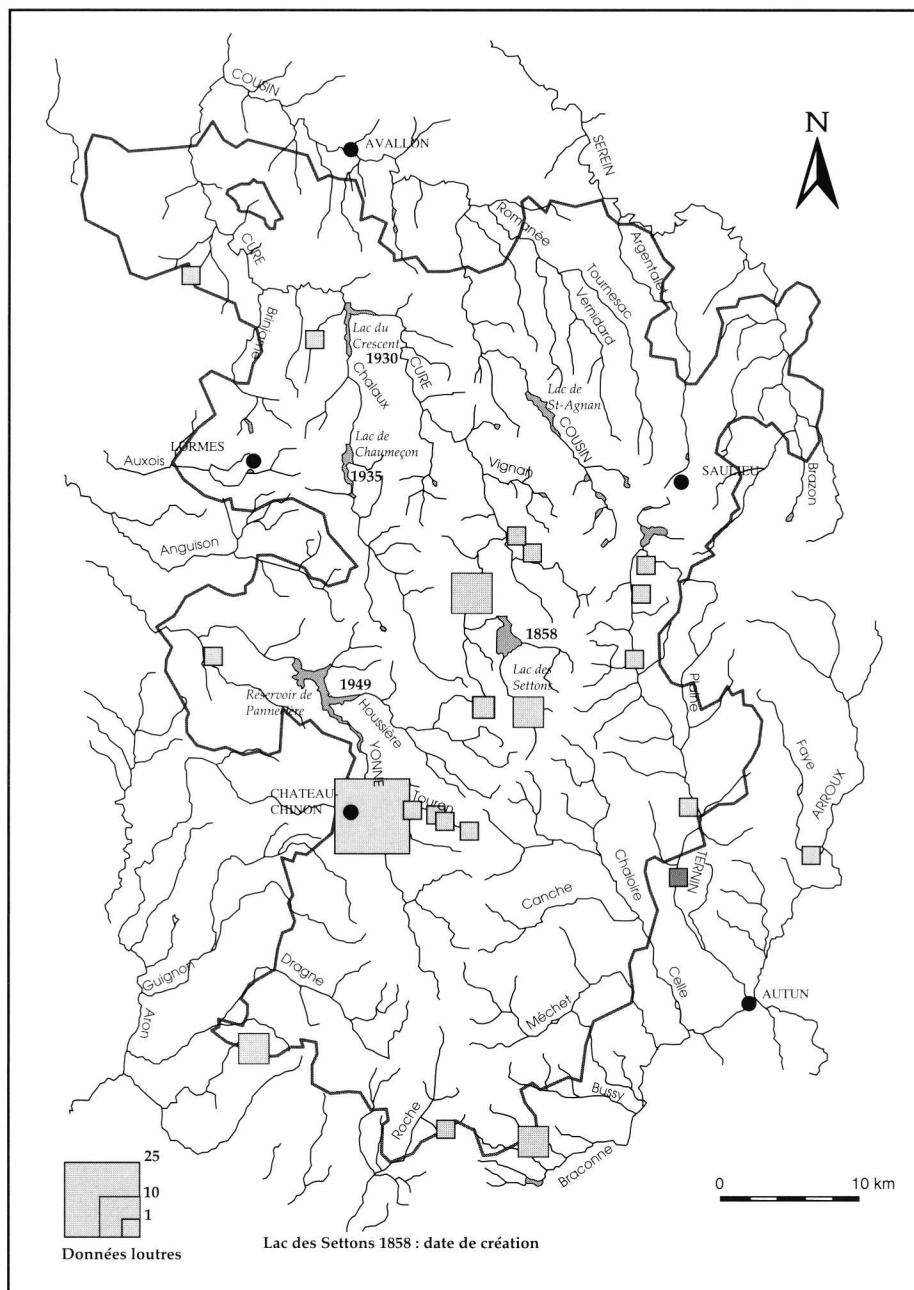 COUSIN
AVALLON
N
SEREIN
Romanée
Argentalet
CURE
Tournesac
Vernidard
Brinjame
Lac du
Crescent
1930
CURE
Chalaux
Lac de
St-Agnan
COUSIN
LORMES
Lac de
Chaumeçon
Auxois
1935
Vignan
SAULIEU
Brazon
Anguison
1858
Lac des
Settons
1949
Réservoir de
Pannecière
Houssière
YONNE
Plaine
Faye
ARROUX
CHATEAU-
CHINON
Touron
TERNIN
Chaloire
Canche
Guignon
Dragne
Celle
AUTUN
Aron
Méchet
Bussy
Roche
Braconne
25
10
1
0 10 km
Données loutres
Lac des Settons 1858 : date de création